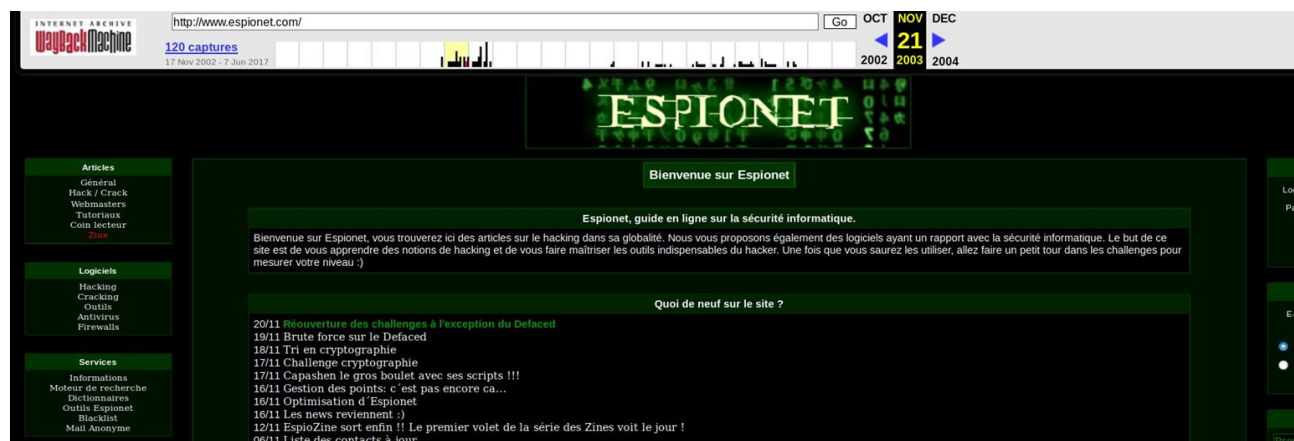 INTERNET ARCHIVE
WayBackMachine
http://www.espionet.com/
Go
120 captures
17 Nov 2002 - 7 Jun 2017
OCT NOV DEC
21
2002 2003 2004
ESPIONET
Articles
Général
Hack / Crack
Webmasters
Tutoriaux
Coin lecteur
Zine
Logiciels
Hacking
Cracking
Outils
Antivirus
Firewalls
Services
Informations
Moteur de recherche
Dictionnaires
Outils Espionet
Blacklist
Mail Anonyme
Bienvenue sur Espionet
Espionet, guide en ligne sur la sécurité informatique.
Bienvenue sur Espionet, vous trouverez ici des articles sur le hacking dans sa globalité. Nous vous proposons également des logiciels ayant un rapport avec la sécurité informatique. Le but de ce
site est de vous apprendre des notions de hacking et de vous faire maîtriser les outils indispensables du hacker. Une fois que vous saurez les utiliser, allez faire un petit tour dans les challenges pour
mesurer votre niveau :)
Quoi de neuf sur le site ?
20/11 Réouverture des challenges à l'exception du Defaced
19/11 Brute force sur le Defaced
18/11 Tri en cryptographie
17/11 Challenge cryptographie
17/11 Capashen le gros boulet avec ses scripts !!!
16/11 Gestion des points: c´est pas encore ca...
16/11 Optimisation d´Espionet
16/11 Les news reviennent :)
12/11 EspioZine sort enfin !! Le premier volet de la série des Zines voit le jour !
06/11 Liste des contacts à jour